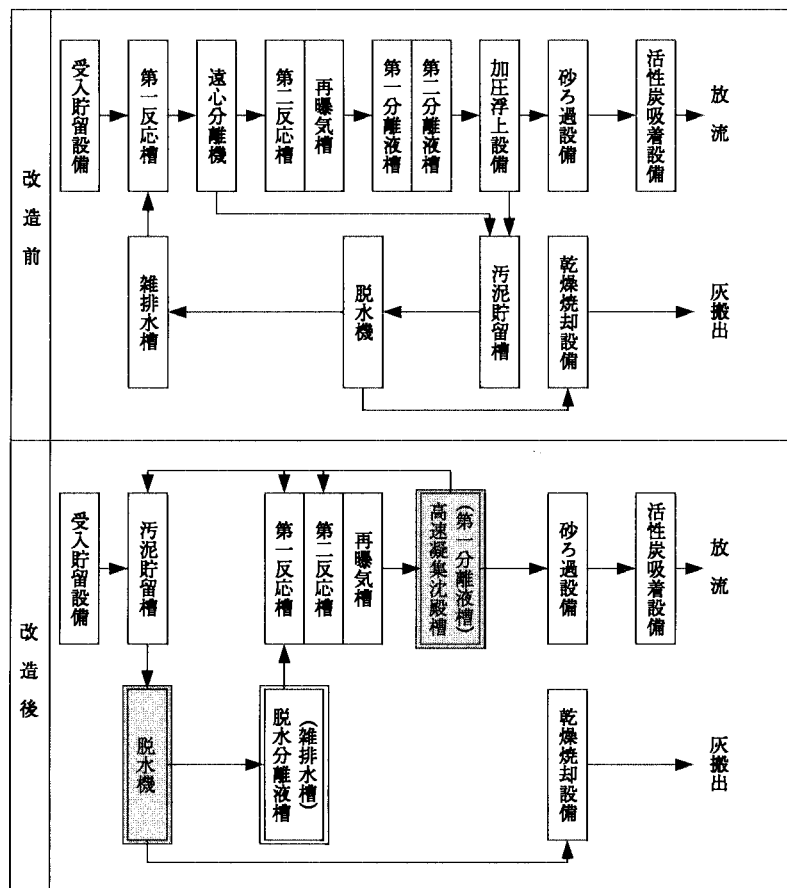 改造前
受入貯留設備
第一反応槽
遠心分離機
第二反応槽
再曝気槽
第一分離液槽
第二分離液槽
加圧浮上設備
砂ろ過設備
活性炭吸着設備
放流
雑排水槽
脱水機
汚泥貯留槽
乾燥焼却設備
灰搬出
改造後
受入貯留設備
汚泥貯留槽
第一反応槽
第二反応槽
再曝気槽
(第一分離液槽)
高速凝集沈殿槽
砂ろ過設備
活性炭吸着設備
放流
脱水機
(雑排水槽)
脱水分離液槽
乾燥焼却設備
灰搬出